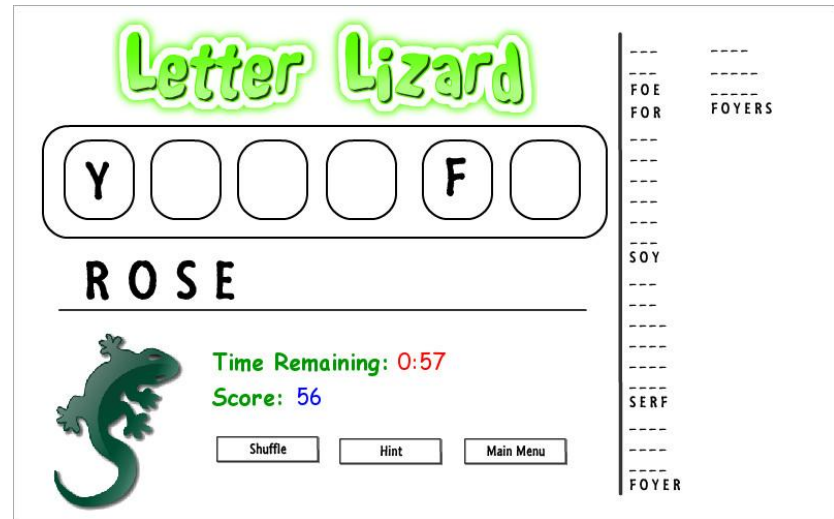 Letter Lizard
Y F
ROSE
Time Remaining: 0:57
Score: 56
Shuffle Hint Main Menu
---
---
FOE
FOR
---
---
---
---
---
---
SOY
---
---
----
----
----
----
SERF
----
----
----
FOYER
----
-----
-----
FOYERS